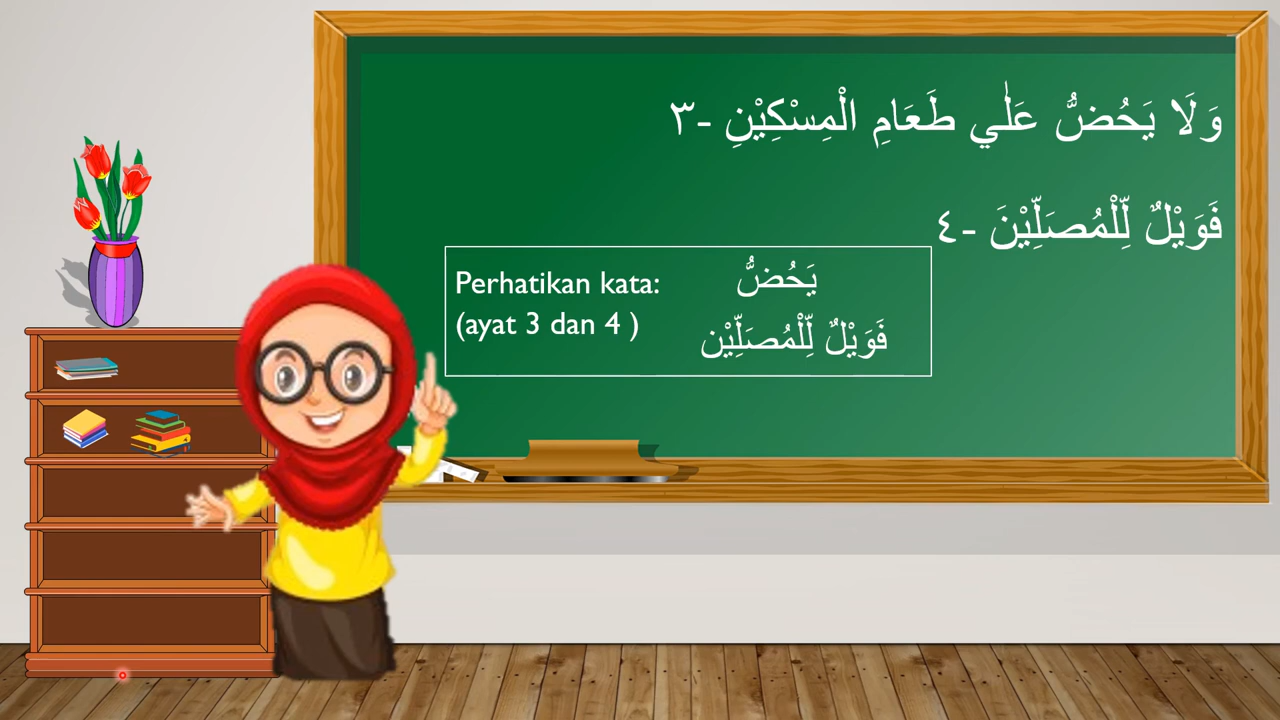 وَلَا يَحُضُّ عَلٰي طَعَامِ الْمِسْكِيْنِ -٣
فَوَيْلٌ لِّلْمُصَلِّيْنَ -٤
Perhatikan kata: يَحُضُّ
(ayat 3 dan 4 ) فَوَيْلٌ لِّلْمُصَلِّيْن